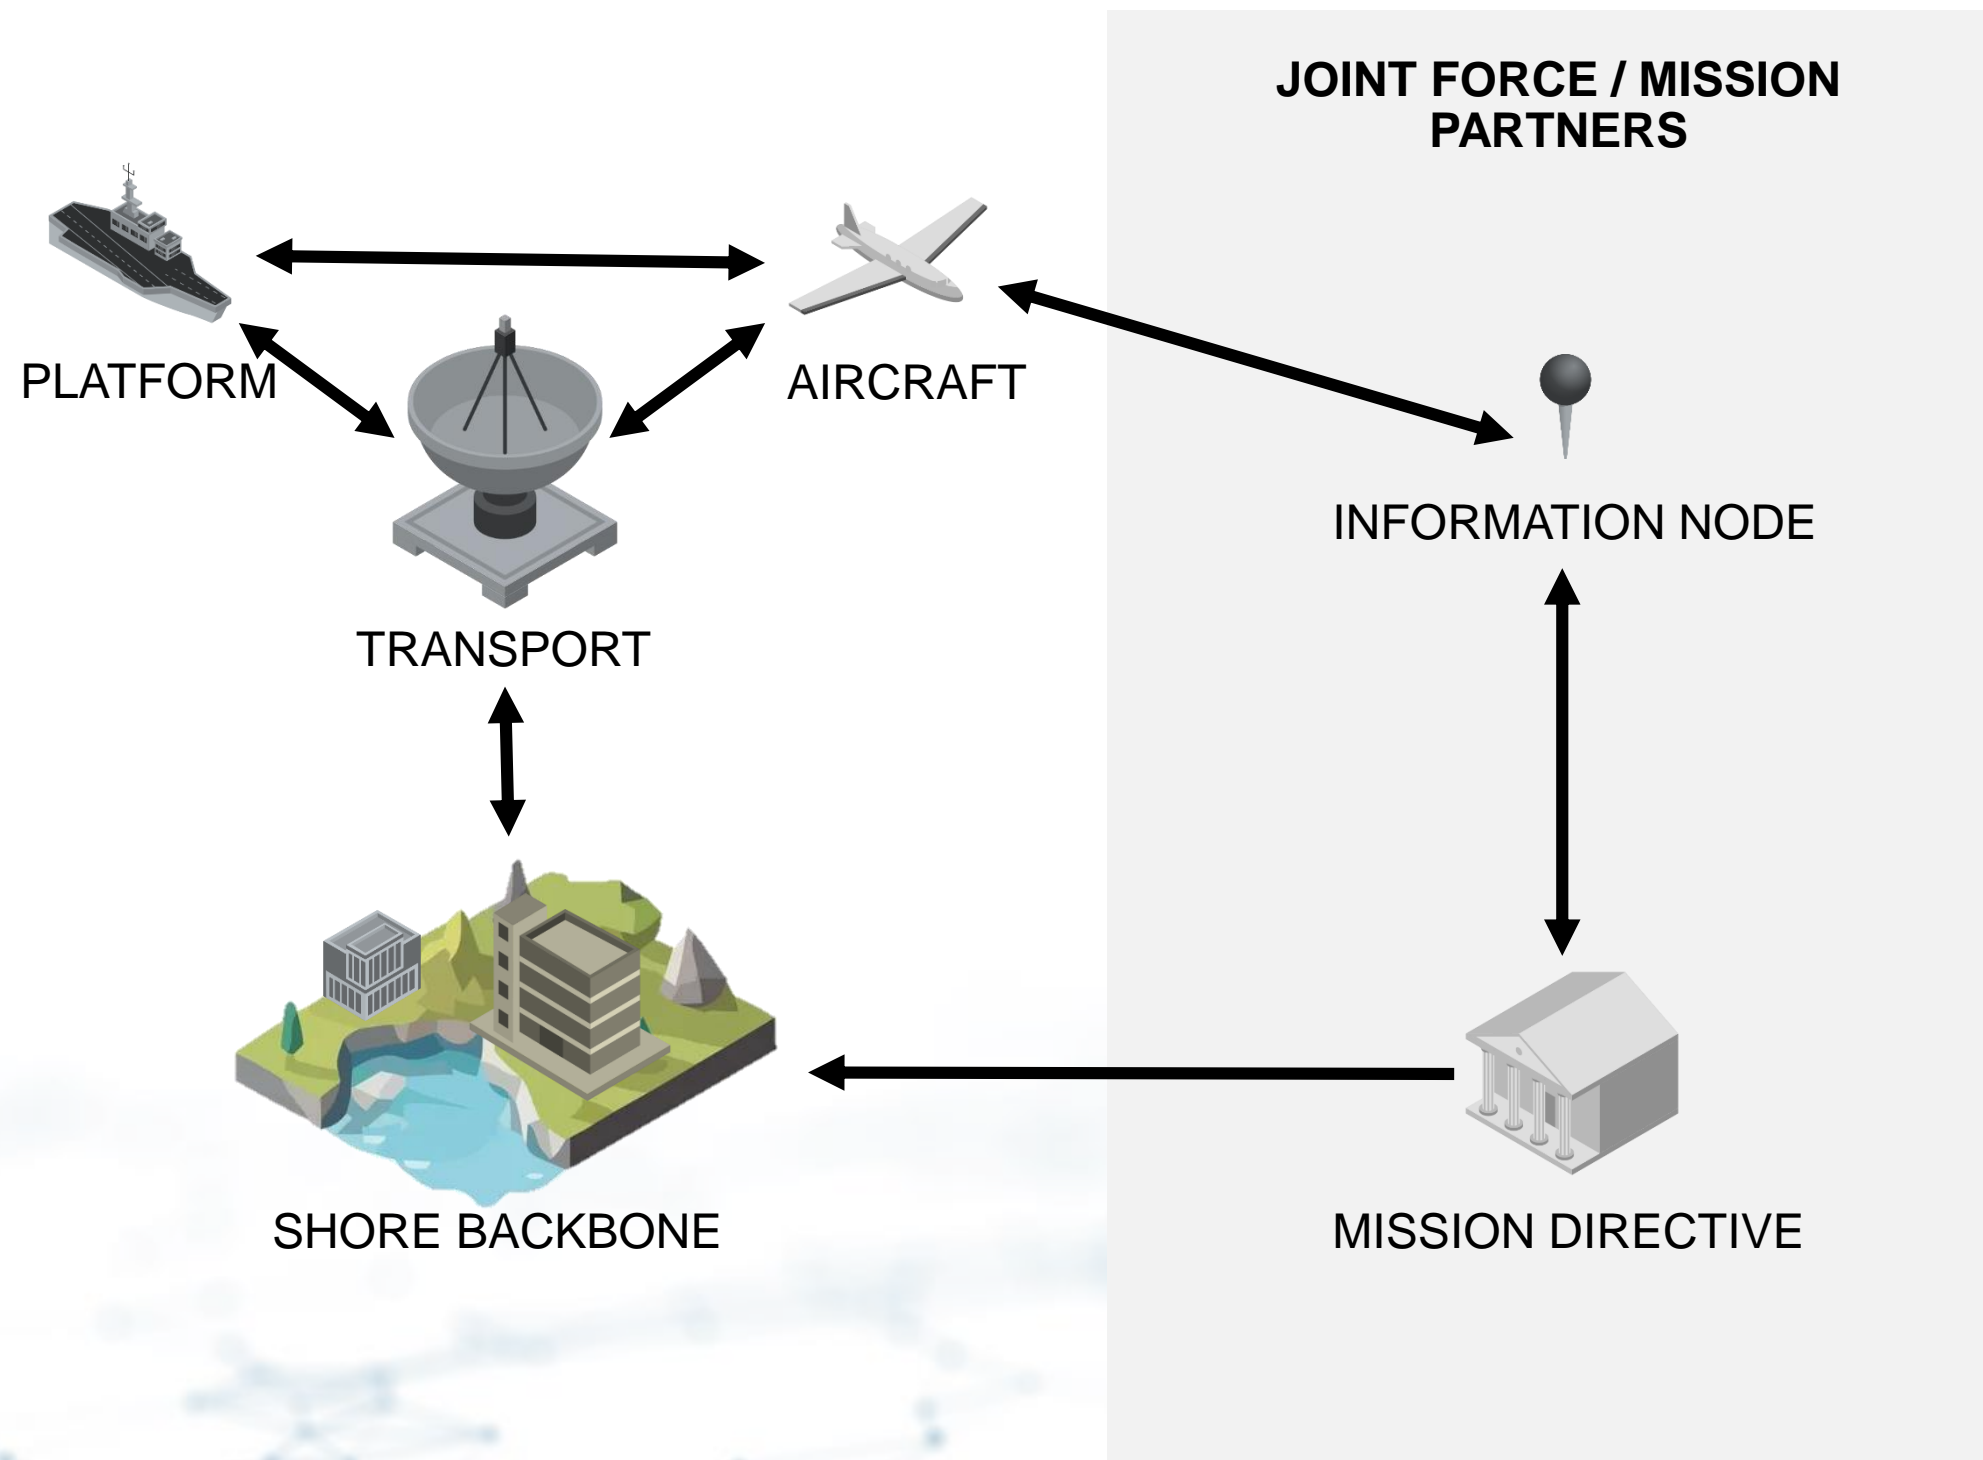 JOINT FORCE / MISSION
PARTNERS
PLATFORM
AIRCRAFT
INFORMATION NODE
TRANSPORT
SHORE BACKBONE
MISSION DIRECTIVE